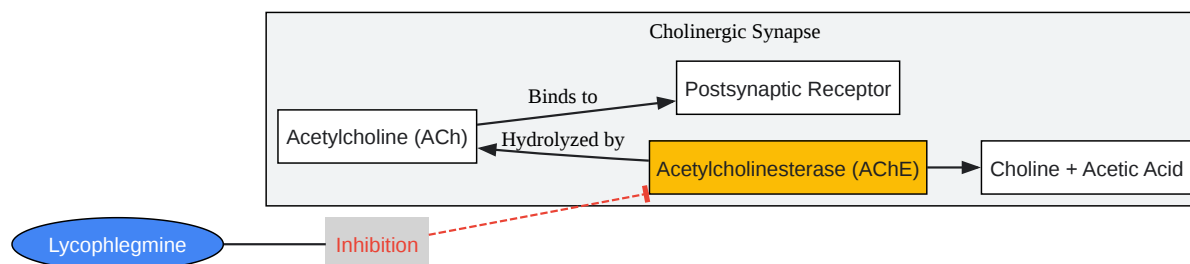 Cholinergic Synapse
Postsynaptic Receptor
Binds to
Acetylcholine (ACh)
Hydrolyzed by
Acetylcholinesterase (AChE)
Choline + Acetic Acid
Lycophlegmine
Inhibition